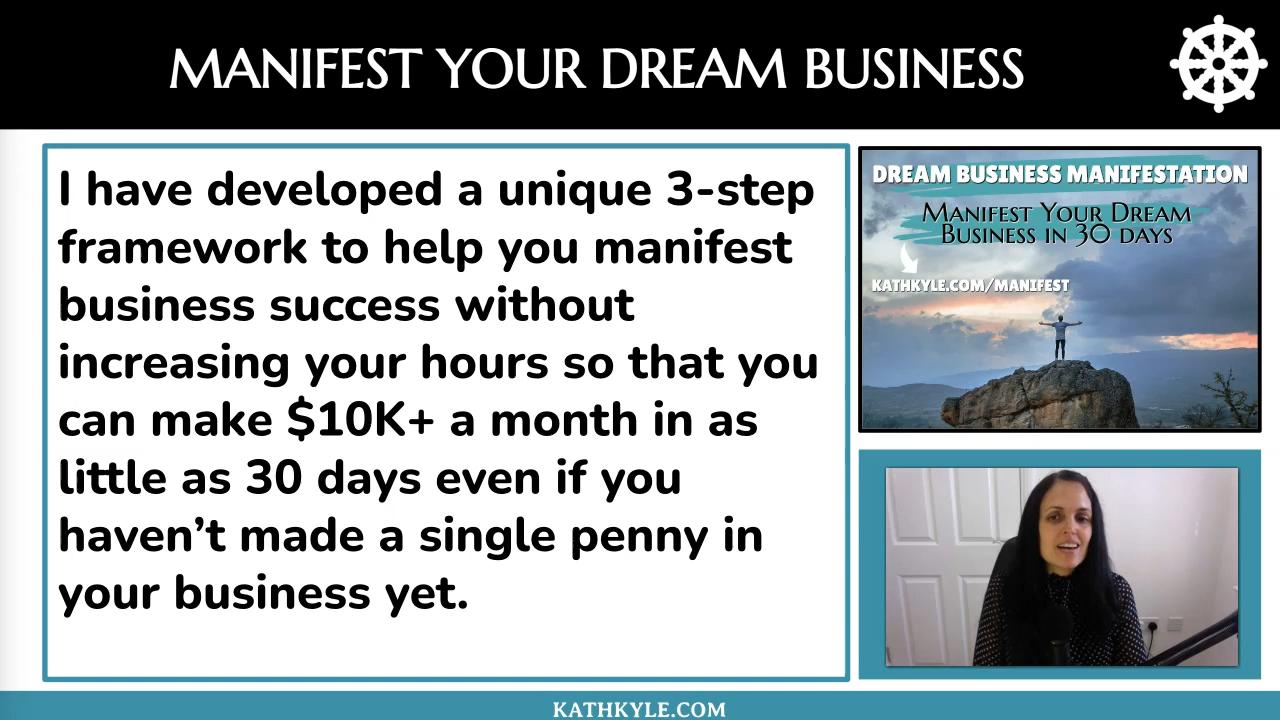 MANIFEST YOUR DREAM BUSINESS
I have developed a unique 3-step
framework to help you manifest
business success without
increasing your hours so that you
can make $10K+ a month in as
little as 30 days even if you
haven’t made a single penny in
your business yet.
DREAM BUSINESS MANIFESTATION
MANIFEST YOUR DREAM
BUSINESS IN 30 DAYS
KATHKYLE.COM/MANIFEST
KATHKYLE.COM